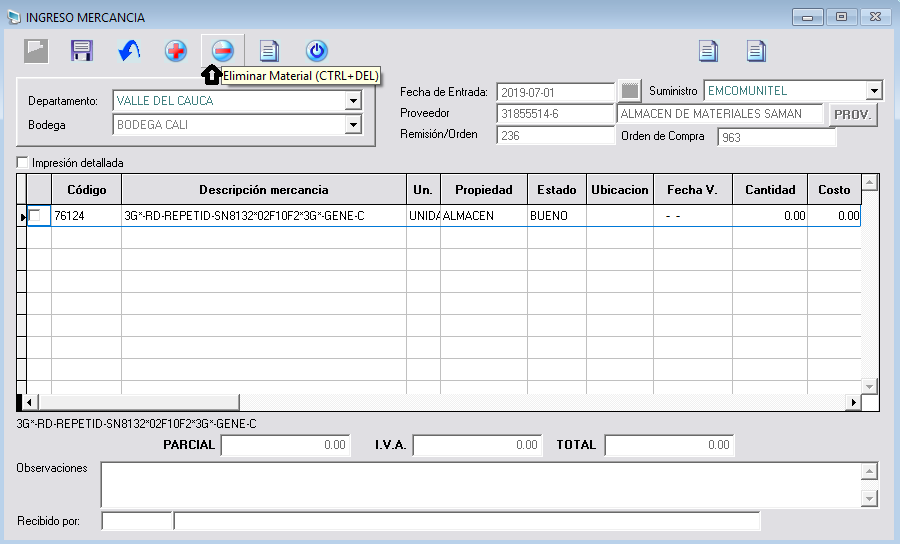 INGRESO MERCANCIA
Eliminar Material (CTRL+DEL)
Departamento: VALLE DEL CAUCA
Bodega BODEGA CALI
Fecha de Entrada: 2019-07-01 Suministro EMCOMUNITEL
Proveedor 31855514-6 ALMACEN DE MATERIALES SAMAN PROV.
Remisión/Orden 236 Orden de Compra 963
Impresión detallada
Código Descripción mercancia Un. Propiedad Estado Ubicacion Fecha V. Cantidad Costo
76124 3G*-RD-REPETID-SN8132*02F10F2*3G*-GENE-C UNIDA ALMACEN BUENO - - 0.00 0.00
3G*-RD-REPETID-SN8132*02F10F2*3G*-GENE-C
PARCIAL 0.00 I.V.A. 0.00 TOTAL 0.00
Observaciones
Recibido por: